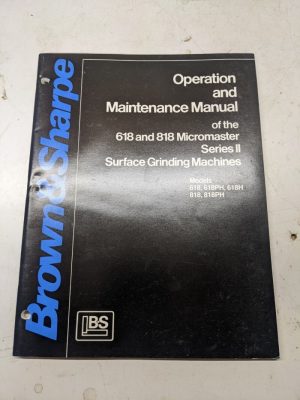 Brown & Sharpe
Operation
and
Maintenance Manual
of the
618 and 818 Micromaster
Series II
Surface Grinding Machines
Models
618, 618PH, 618H
818, 818PH
BS